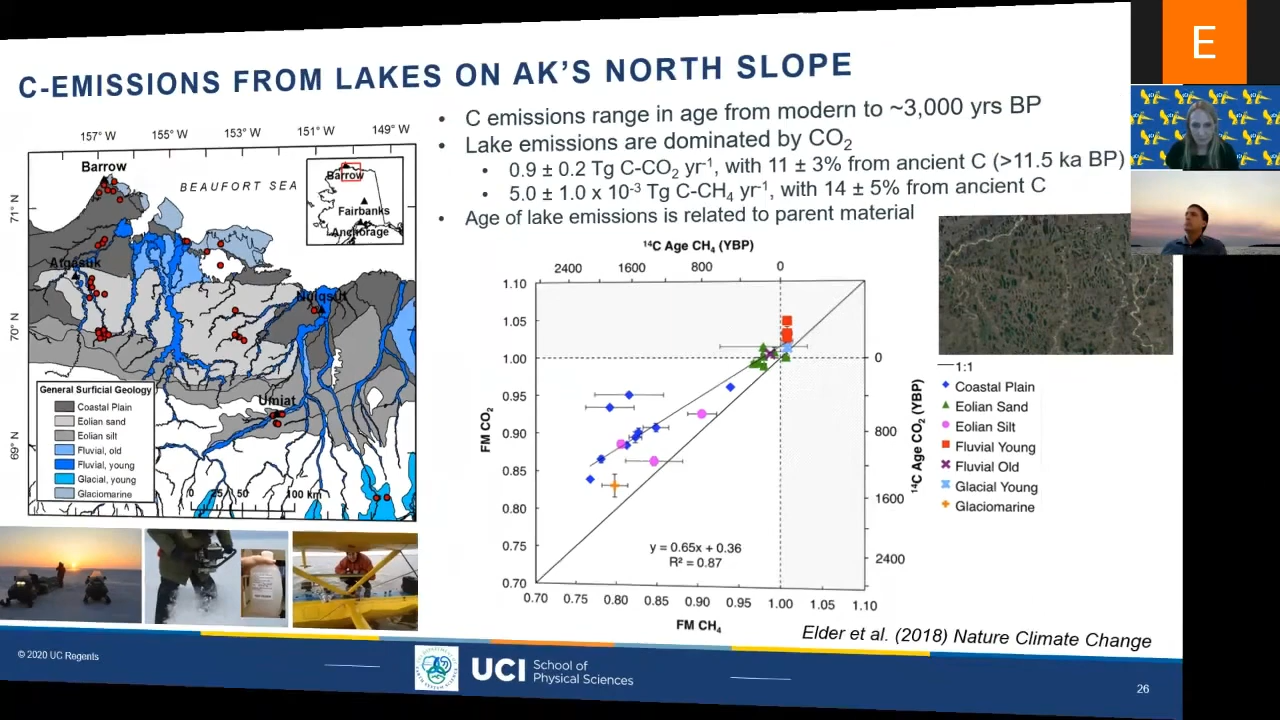 C-EMISSIONS FROM LAKES ON AK'S NORTH SLOPE
• C emissions range in age from modern to ~3,000 yrs BP
• Lake emissions are dominated by CO2
• 0.9 ± 0.2 Tg C-CO2 yr-1, with 11 ± 3% from ancient C (>11.5 ka BP)
• 5.0 ± 1.0 x 10-3 Tg C-CH4 yr-1, with 14 ± 5% from ancient C
• Age of lake emissions is related to parent material
157° W 155° W 153° W 151° W 149° W
Barrow
BEAUFORT SEA
Barrow
Fairbanks
Anchorage
71° N
Atqasuk
Nuiqsut
70° N
Umiat
69° N
General Surficial Geology
Coastal Plain
Eolian sand
Eolian silt
Fluvial, old
Fluvial, young
Glacial, young
Glaciomarine
0 25 50 100 km
14C Age CH4 (YBP)
2400 1600 800 0
1.10
1.05
1.00
0.95
0.90
0.85
0.80
0.75
0.70
FM CO2
0
800
1600
2400
14C Age CO2 (YBP)
y = 0.65x + 0.36
R2 = 0.87
0.70 0.75 0.80 0.85 0.90 0.95 1.00 1.05 1.10
FM CH4
1:1
Coastal Plain
Eolian Sand
Eolian Silt
Fluvial Young
Fluvial Old
Glacial Young
Glaciomarine
Elder et al. (2018) Nature Climate Change
© 2020 UC Regents
UCI School of
Physical Sciences
26
E